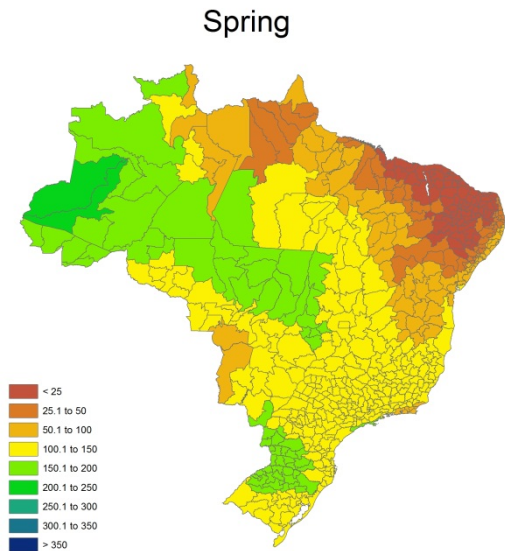 Spring
< 25
25.1 to 50
50.1 to 100
100.1 to 150
150.1 to 200
200.1 to 250
250.1 to 300
300.1 to 350
> 350